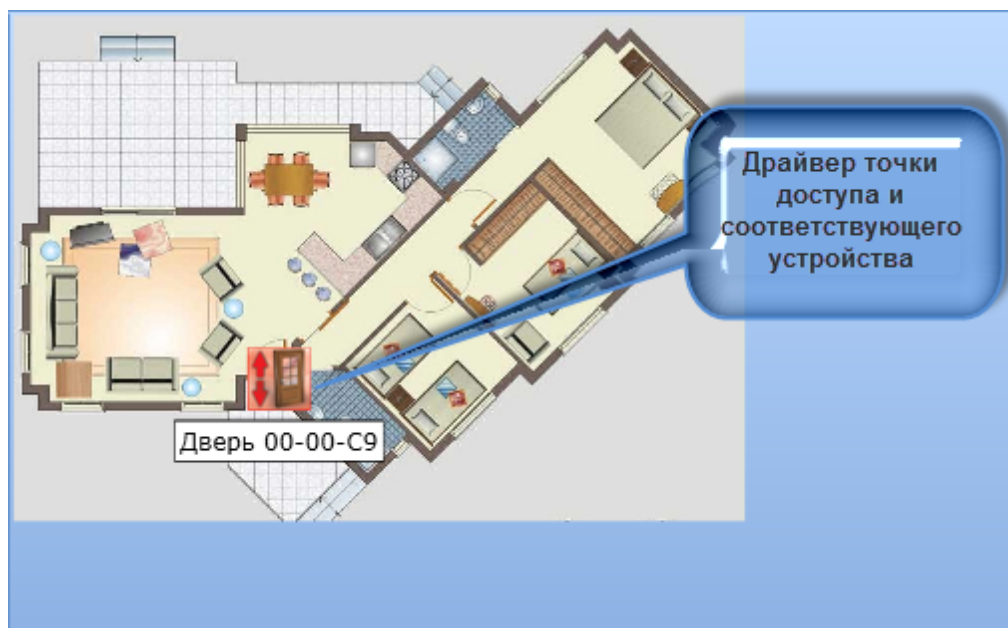 Драйвер точки
доступа и
соответствующего
устройства
Дверь 00-00-C9